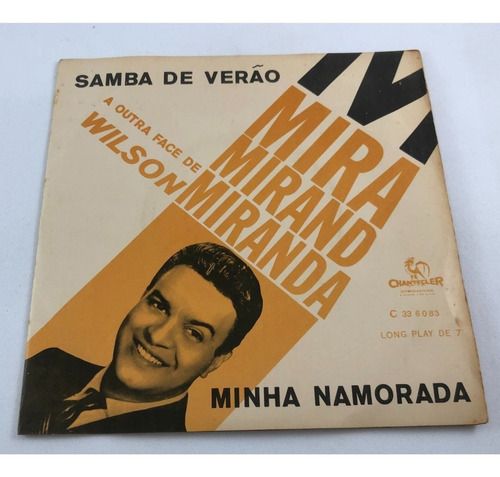 SAMBA DE VERÃO
M
A OUTRA FACE DE
WILSON
MIRA
MIRAND
MIRANDA
CHANTECLER
C 33 6083
LONG PLAY DE 7"
MINHA NAMORADA